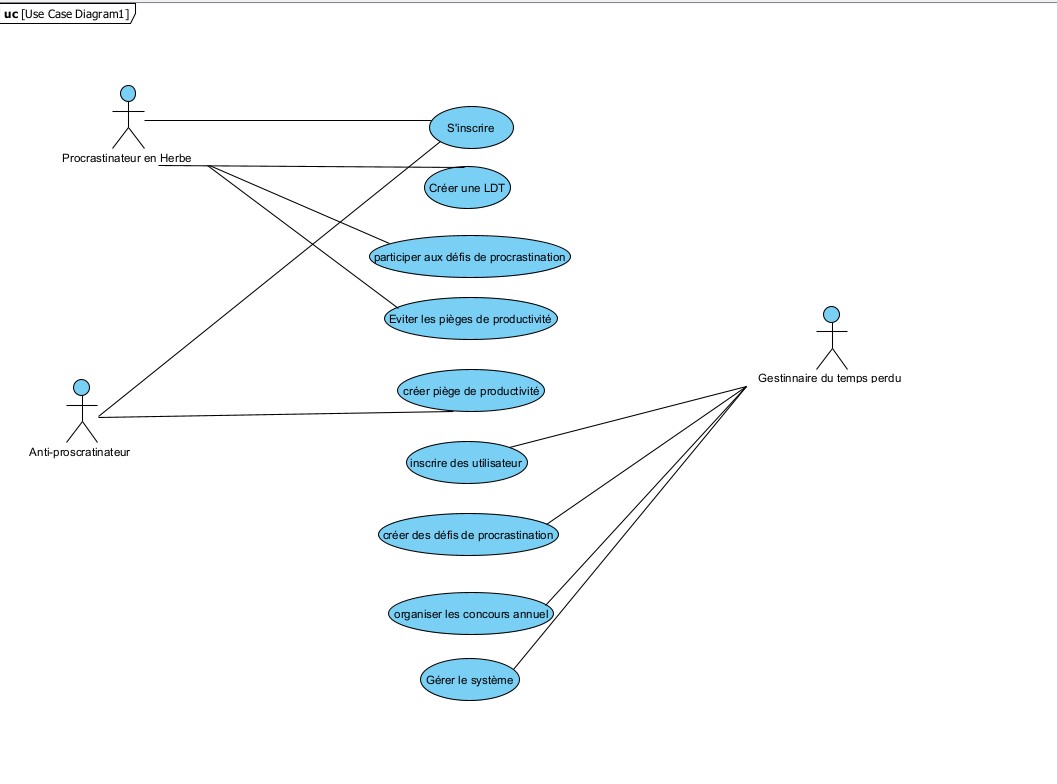 uc [Use Case Diagram1]
S'inscrire
Procrastinateur en Herbe
Créer une LDT
participer aux défis de procrastination
Eviter les pièges de productivité
Gestinnaire du temps perdu
créer piège de productivité
Anti-proscratinateur
inscrire des utilisateur
créer des défis de procrastination
organiser les concours annuel
Gérer le système